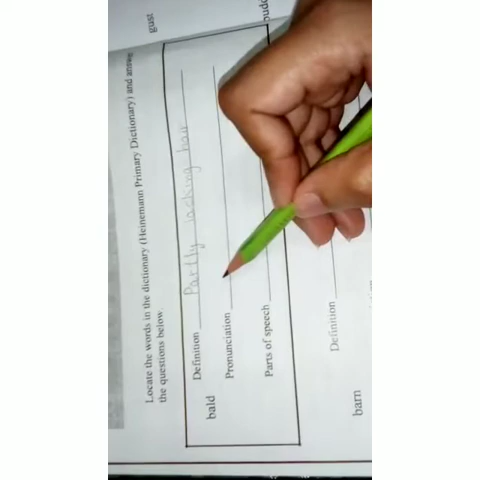 gust
Locate the words in the dictionary (Heinemann Primary Dictionary) and answe
the questions below.
bald
Definition Partly lacking hair
Pronunciation
Parts of speech
barn
Definition